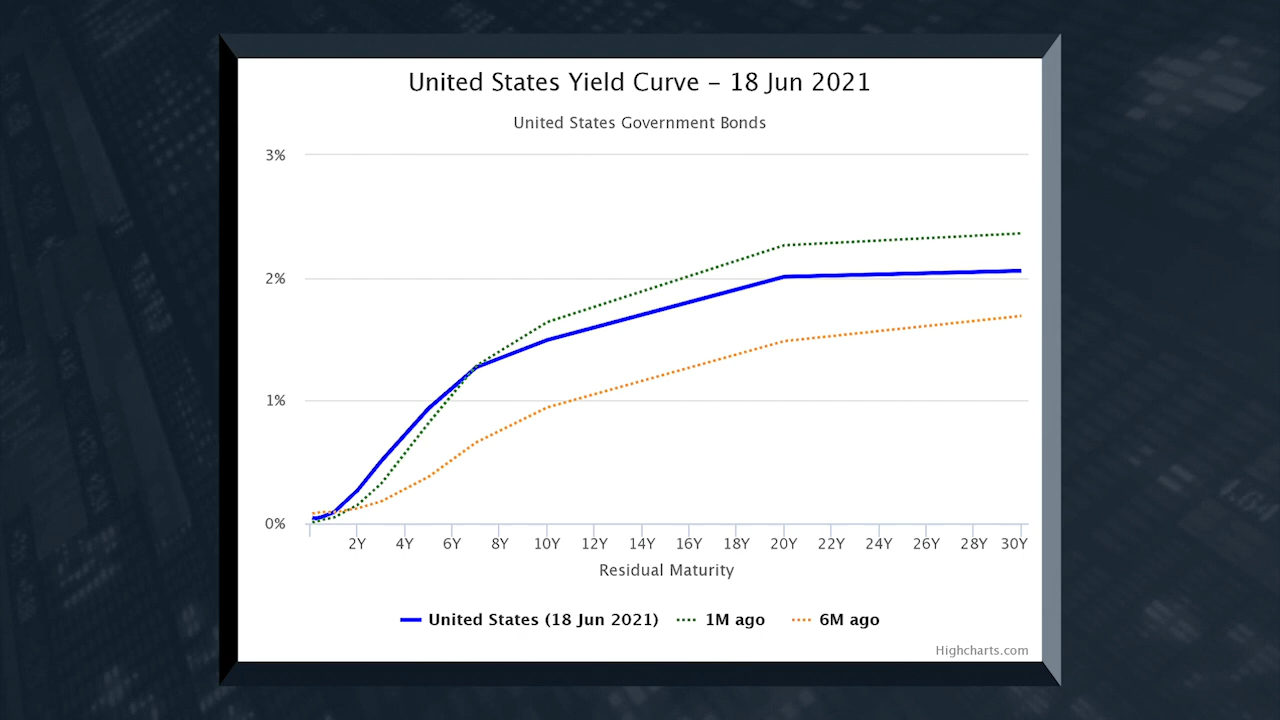 United States Yield Curve – 18 Jun 2021
United States Government Bonds
3%
2%
1%
0%
2Y 4Y 6Y 8Y 10Y 12Y 14Y 16Y 18Y 20Y 22Y 24Y 26Y 28Y 30Y
Residual Maturity
United States (18 Jun 2021) 1M ago 6M ago
Highcharts.com